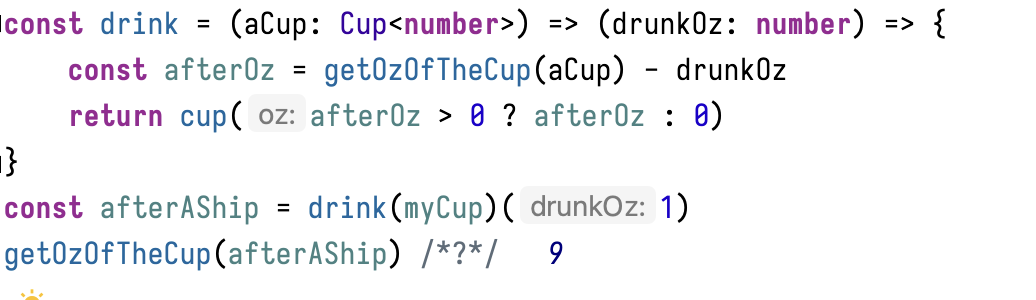 const drink = (aCup: Cup<number>) => (drunkOz: number) => {
    const afterOz = getOzOfTheCup(aCup) - drunkOz
    return cup( oz: afterOz > 0 ? afterOz : 0)
}
const afterAShip = drink(myCup)( drunkOz: 1)
getOzOfTheCup(afterAShip) /*?*/   9